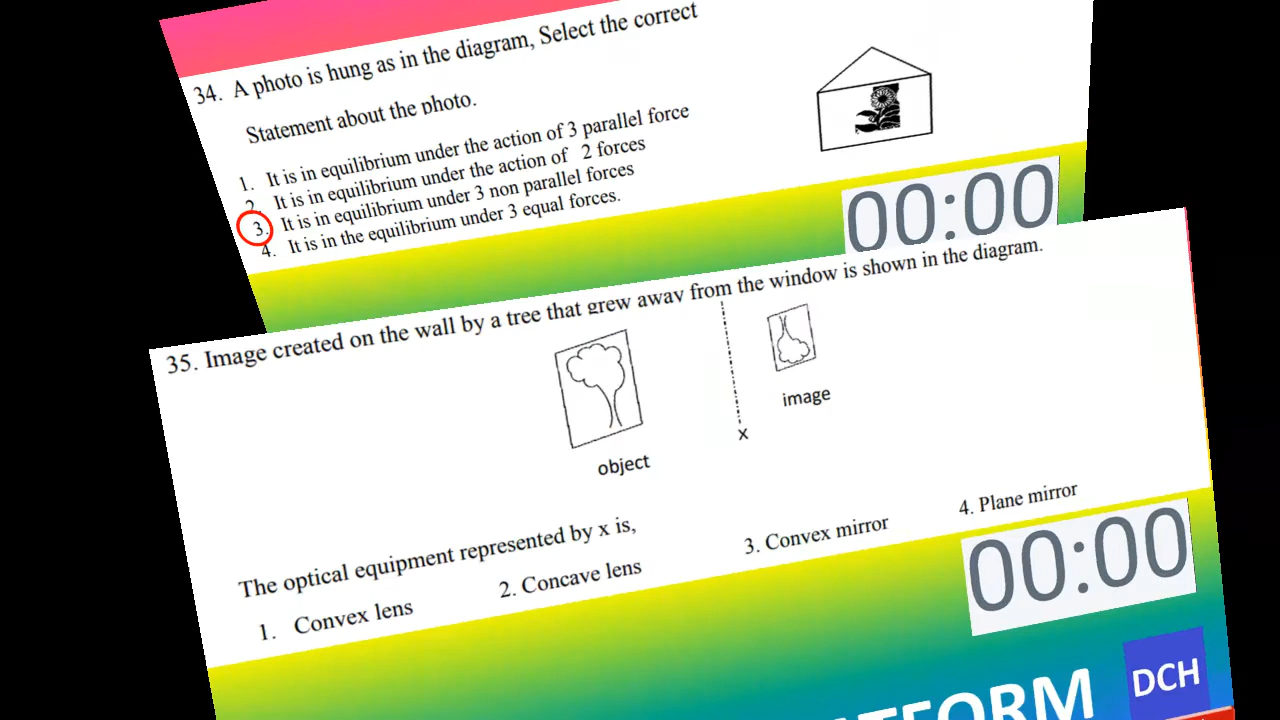 34. A photo is hung as in the diagram, Select the correct
Statement about the photo.
1. It is in equilibrium under the action of 3 parallel force
2. It is in equilibrium under the action of 2 forces
3. It is in equilibrium under 3 non parallel forces
4. It is in the equilibrium under 3 equal forces.
00:00
35. Image created on the wall by a tree that grew away from the window is shown in the diagram.
object
x
image
The optical equipment represented by x is,
1. Convex lens
2. Concave lens
3. Convex mirror
4. Plane mirror
00:00
DCH